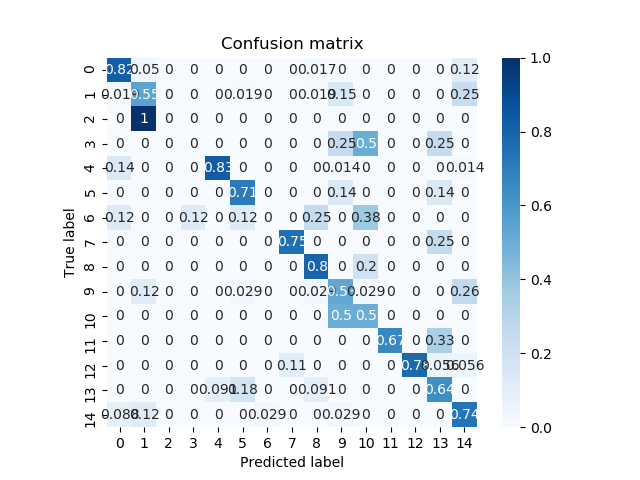 Confusion matrix
0 0.82 0.05 0 0 0 0 0 0 0.017 0 0 0 0 0 0.12
1 0.019 0.55 0 0 0 0.019 0 0 0.019 0.15 0 0 0 0 0.25
2 0 1 0 0 0 0 0 0 0 0 0 0 0 0 0
3 0 0 0 0 0 0 0 0 0 0.25 0.5 0 0 0.25 0
4 0.14 0 0 0 0.83 0 0 0 0 0.014 0 0 0 0 0.014
5 0 0 0 0 0 0.71 0 0 0 0.14 0 0 0 0.14 0
6 0.12 0 0 0.12 0 0.12 0 0 0.25 0 0.38 0 0 0 0
7 0 0 0 0 0 0 0 0.75 0 0 0 0 0 0.25 0
8 0 0 0 0 0 0 0 0 0.8 0 0.2 0 0 0 0
9 0 0.12 0 0 0 0.029 0 0 0.029 0.029 0 0 0 0.26
10 0 0 0 0 0 0 0 0 0 0.5 0.5 0 0 0 0
11 0 0 0 0 0 0 0 0 0 0 0 0.67 0 0.33 0
12 0 0 0 0 0 0 0 0.11 0 0 0 0 0.056 0.056
13 0 0 0 0 0.091 0.18 0 0 0.091 0 0 0 0 0.64 0
14 0.088 0.12 0 0 0 0 0.029 0 0 0.029 0 0 0 0 0.74
0 1 2 3 4 5 6 7 8 9 10 11 12 13 14
Predicted label
True label
1.0
0.8
0.6
0.4
0.2
0.0